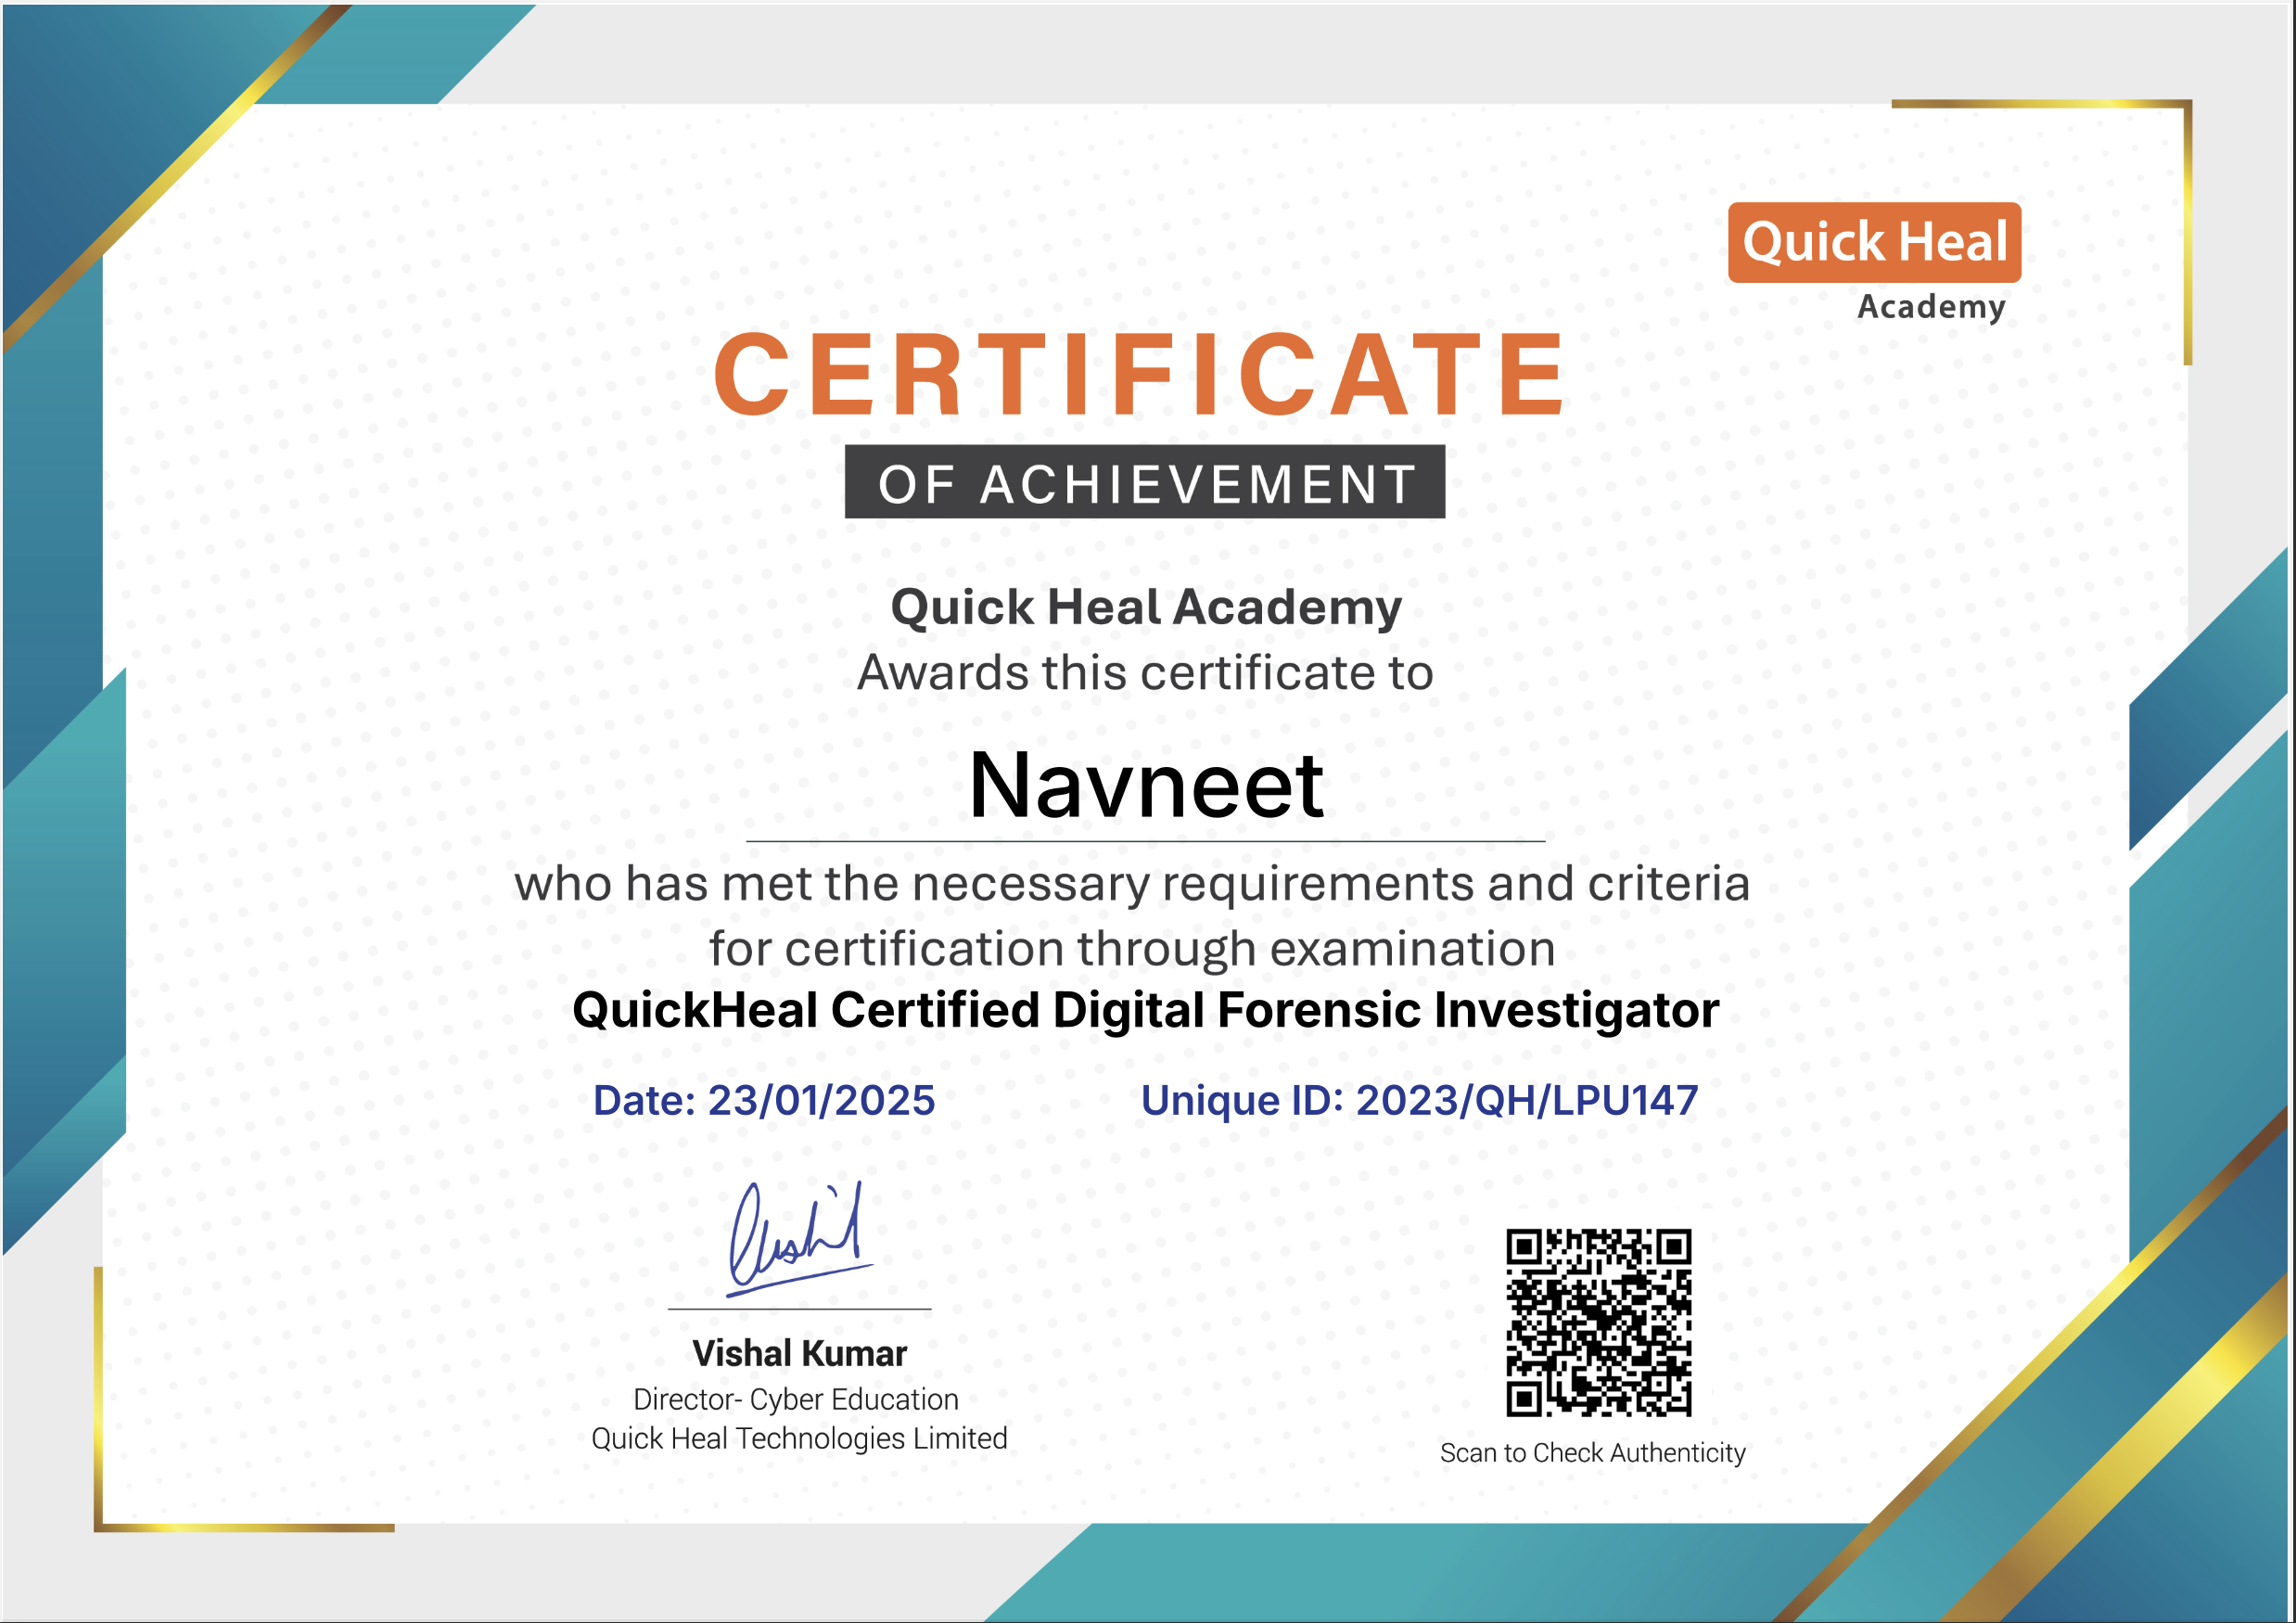 Quick Heal
Academy
CERTIFICATE
OF ACHIEVEMENT
Quick Heal Academy
Awards this certificate to
Navneet
who has met the necessary requirements and criteria
for certification through examination
QuickHeal Certified Digital Forensic Investigator
Date: 23/01/2025 Unique ID: 2023/QH/LPU147
Vishal Kumar
Director- Cyber Education
Quick Heal Technologies Limited
Scan to Check Authenticity